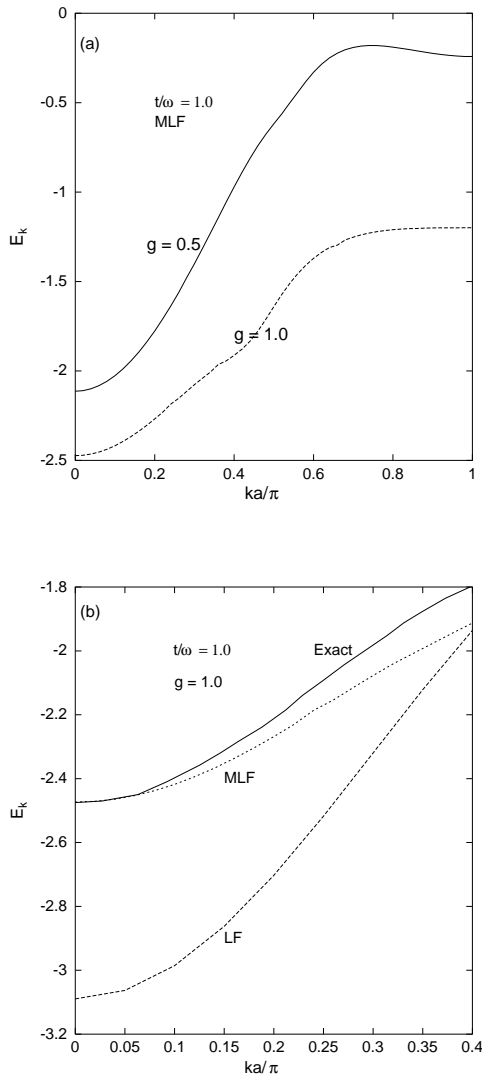 (a)
t/ω = 1.0
MLF
g = 0.5
g = 1.0
E_k
0
-0.5
-1
-1.5
-2
-2.5
0 0.2 0.4 0.6 0.8 1
ka/π
(b)
t/ω = 1.0
g = 1.0
Exact
MLF
LF
E_k
-1.8
-2
-2.2
-2.4
-2.6
-2.8
-3
-3.2
0 0.05 0.1 0.15 0.2 0.25 0.3 0.35 0.4
ka/π